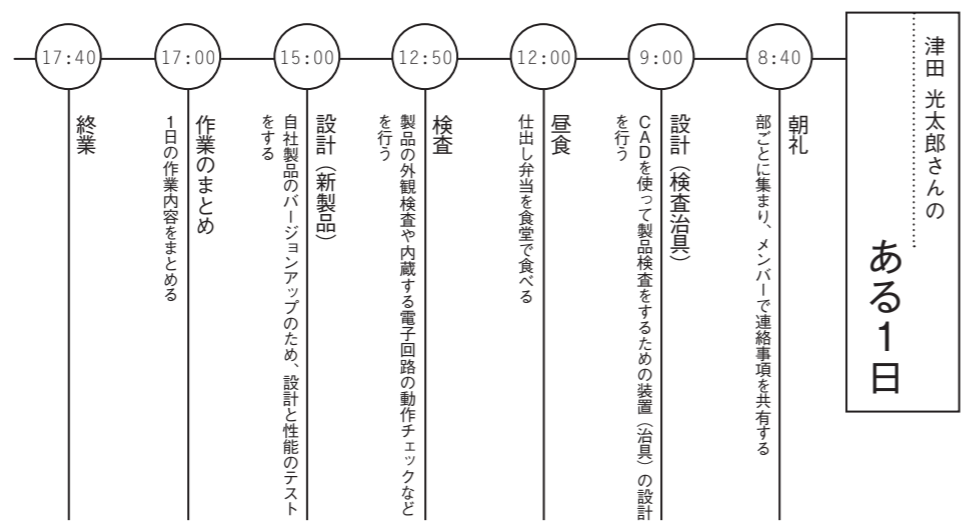 津田 光太郎さんの
ある1日
8:40
朝礼
部ごとに集まり、メンバーで連絡事項を共有する
9:00
設計（検査治具）
CADを使って製品検査をするための装置（治具）の設計
を行う
12:00
昼食
仕出し弁当を食堂で食べる
12:50
検査
製品の外観検査や内蔵する電子回路の動作チェックなど
を行う
15:00
設計（新製品）
自社製品のバージョンアップのため、設計と性能のテスト
をする
17:00
作業のまとめ
1日の作業内容をまとめる
17:40
終業